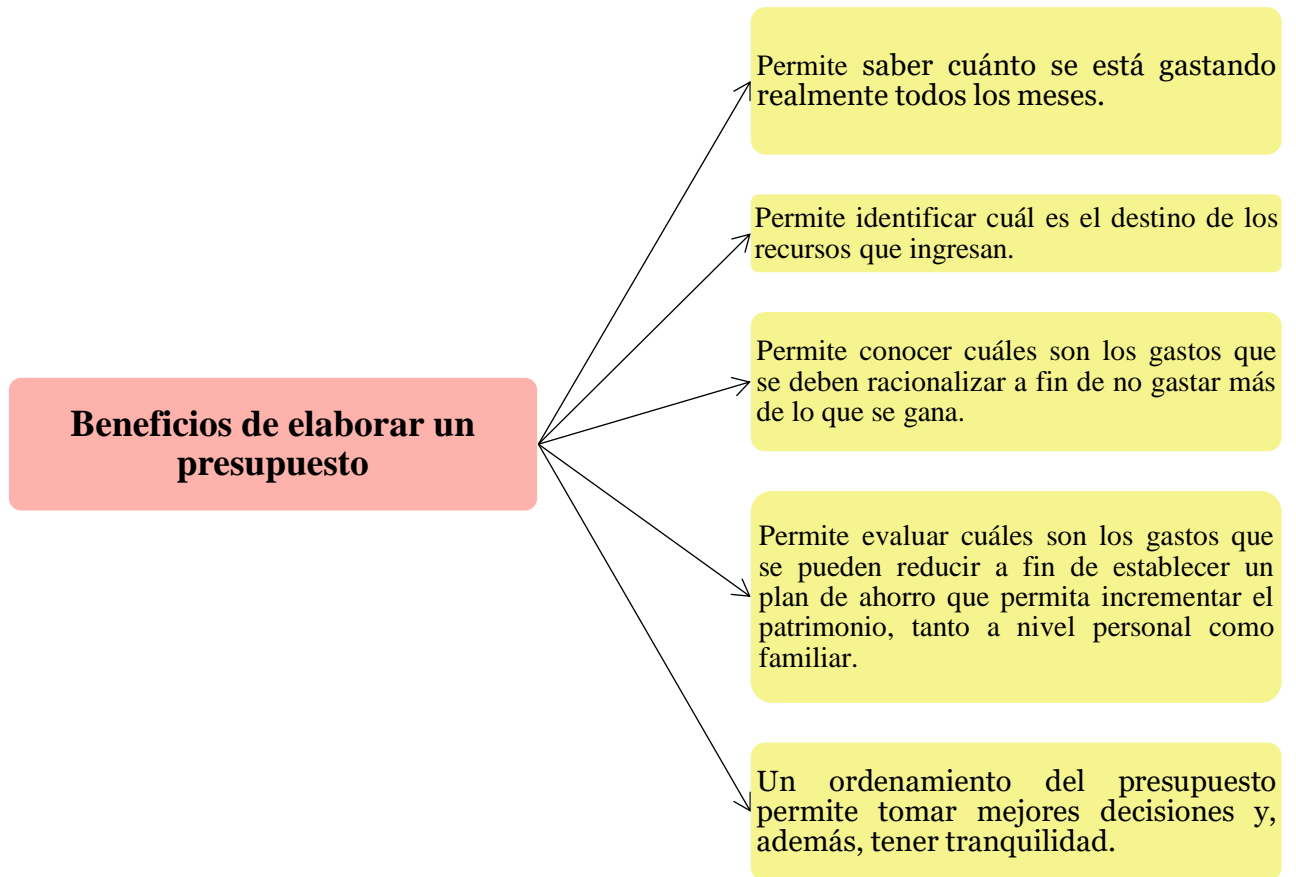 Permite saber cuánto se está gastando
realmente todos los meses.
Permite identificar cuál es el destino de los
recursos que ingresan.
Permite conocer cuáles son los gastos que
se deben racionalizar a fin de no gastar más
de lo que se gana.
Beneficios de elaborar un
presupuesto
Permite evaluar cuáles son los gastos que
se pueden reducir a fin de establecer un
plan de ahorro que permita incrementar el
patrimonio, tanto a nivel personal como
familiar.
Un ordenamiento del presupuesto
permite tomar mejores decisiones y,
además, tener tranquilidad.